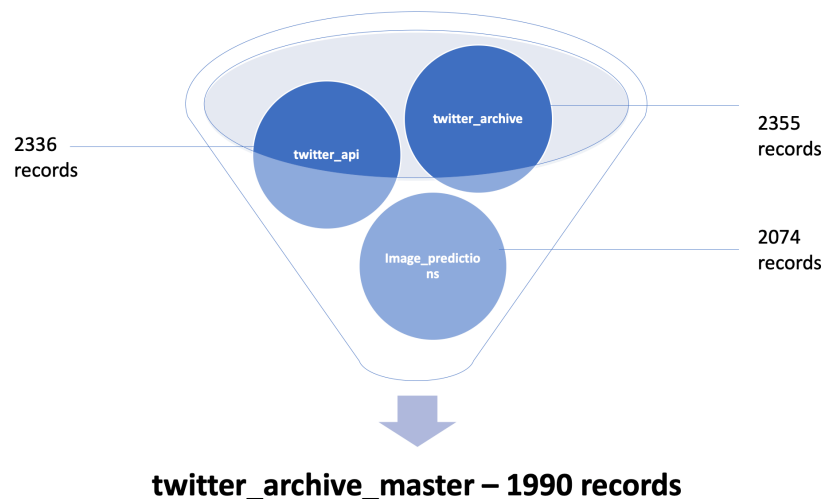 twitter_archive
2355
records
2336
records
twitter_api
2074
records
Image_predictio
ns
twitter_archive_master – 1990 records